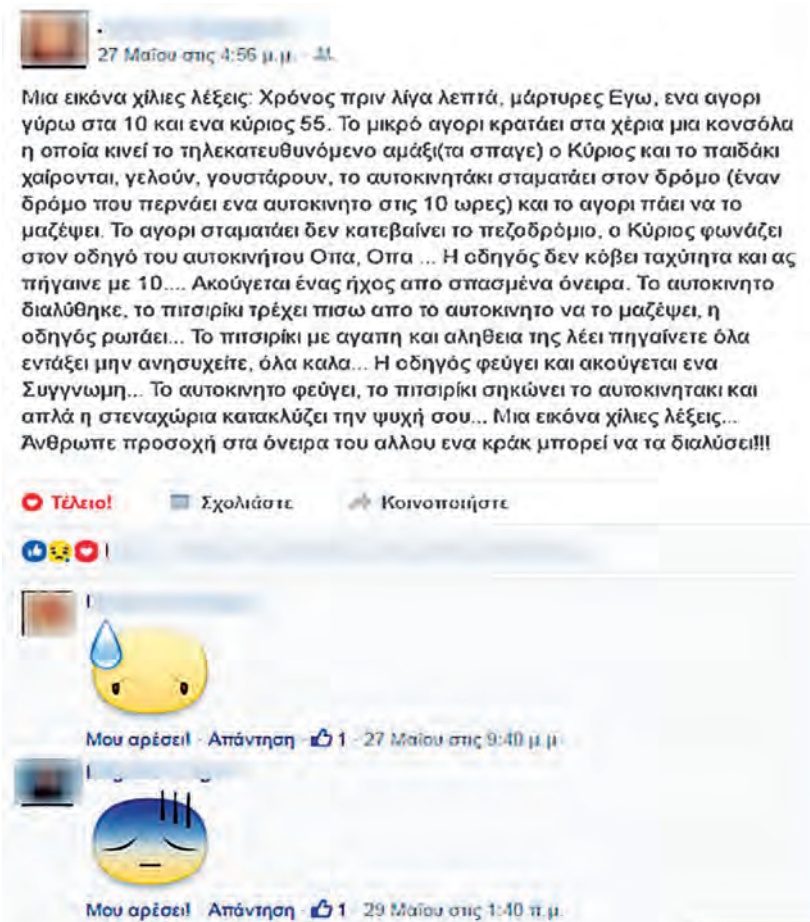 27 Μαΐου στις 4:56 μ.μ.
Μια εικόνα χίλιες λέξεις: Χρόνος πριν λίγα λεπτά, μάρτυρες Εγω, ενα αγορι
γύρω στα 10 και ενα κύριος 55. Το μικρό αγορι κρατάει στα χέρια μια κονσόλα
η οποία κινεί το τηλεκατευθυνόμενο αμάξι(τα σπαγε) ο Κύριος και το παιδάκι
χαίρονται, γελούν, γουστάρουν, το αυτοκινητάκι σταματάει στον δρόμο (έναν
δρόμο που περνάει ενα αυτοκινητο στις 10 ωρες) και το αγορι πάει να το
μαζέψει. Το αγορι σταματάει δεν κατεβαίνει το πεζοδρόμιο, ο Κύριος φωνάζει
στον οδηγό του αυτοκινήτου Οπα, Οπα ... Η οδηγός δεν κόβει ταχύτητα και ας
πήγαινε με 10.... Ακούγεται ένας ήχος απο σπασμένα όνειρα. Το αυτοκινητο
διαλύθηκε, το πιτσιρίκι τρέχει πισω απο το αυτοκινητο να το μαζέψει, η
οδηγός ρωτάει... Το πιτσιρίκι με αγαπη και αληθεια της λέει πηγαίνετε όλα
εντάξει μην ανησυχείτε, όλα καλα... Η οδηγός φεύγει και ακούγεται ενα
Συγγνωμη... Το αυτοκινητο φεύγει, το πιτσιρίκι σηκώνει το αυτοκινητακι και
απλά η στεναχώρια κατακλύζει την ψυχή σου... Μια εικόνα χίλιες λέξεις...
Άνθρωπε προσοχή στα όνειρα του αλλου ενα κράκ μπορεί να τα διαλύσει!!!
Τέλειο! Σχολιάστε Κοινοποιήστε
Μου αρέσει! · Απάντηση · 1 · 27 Μαΐου στις 9:40 μ.μ.
Μου αρέσει! · Απάντηση · 1 · 29 Μαΐου στις 1:40 π.μ.